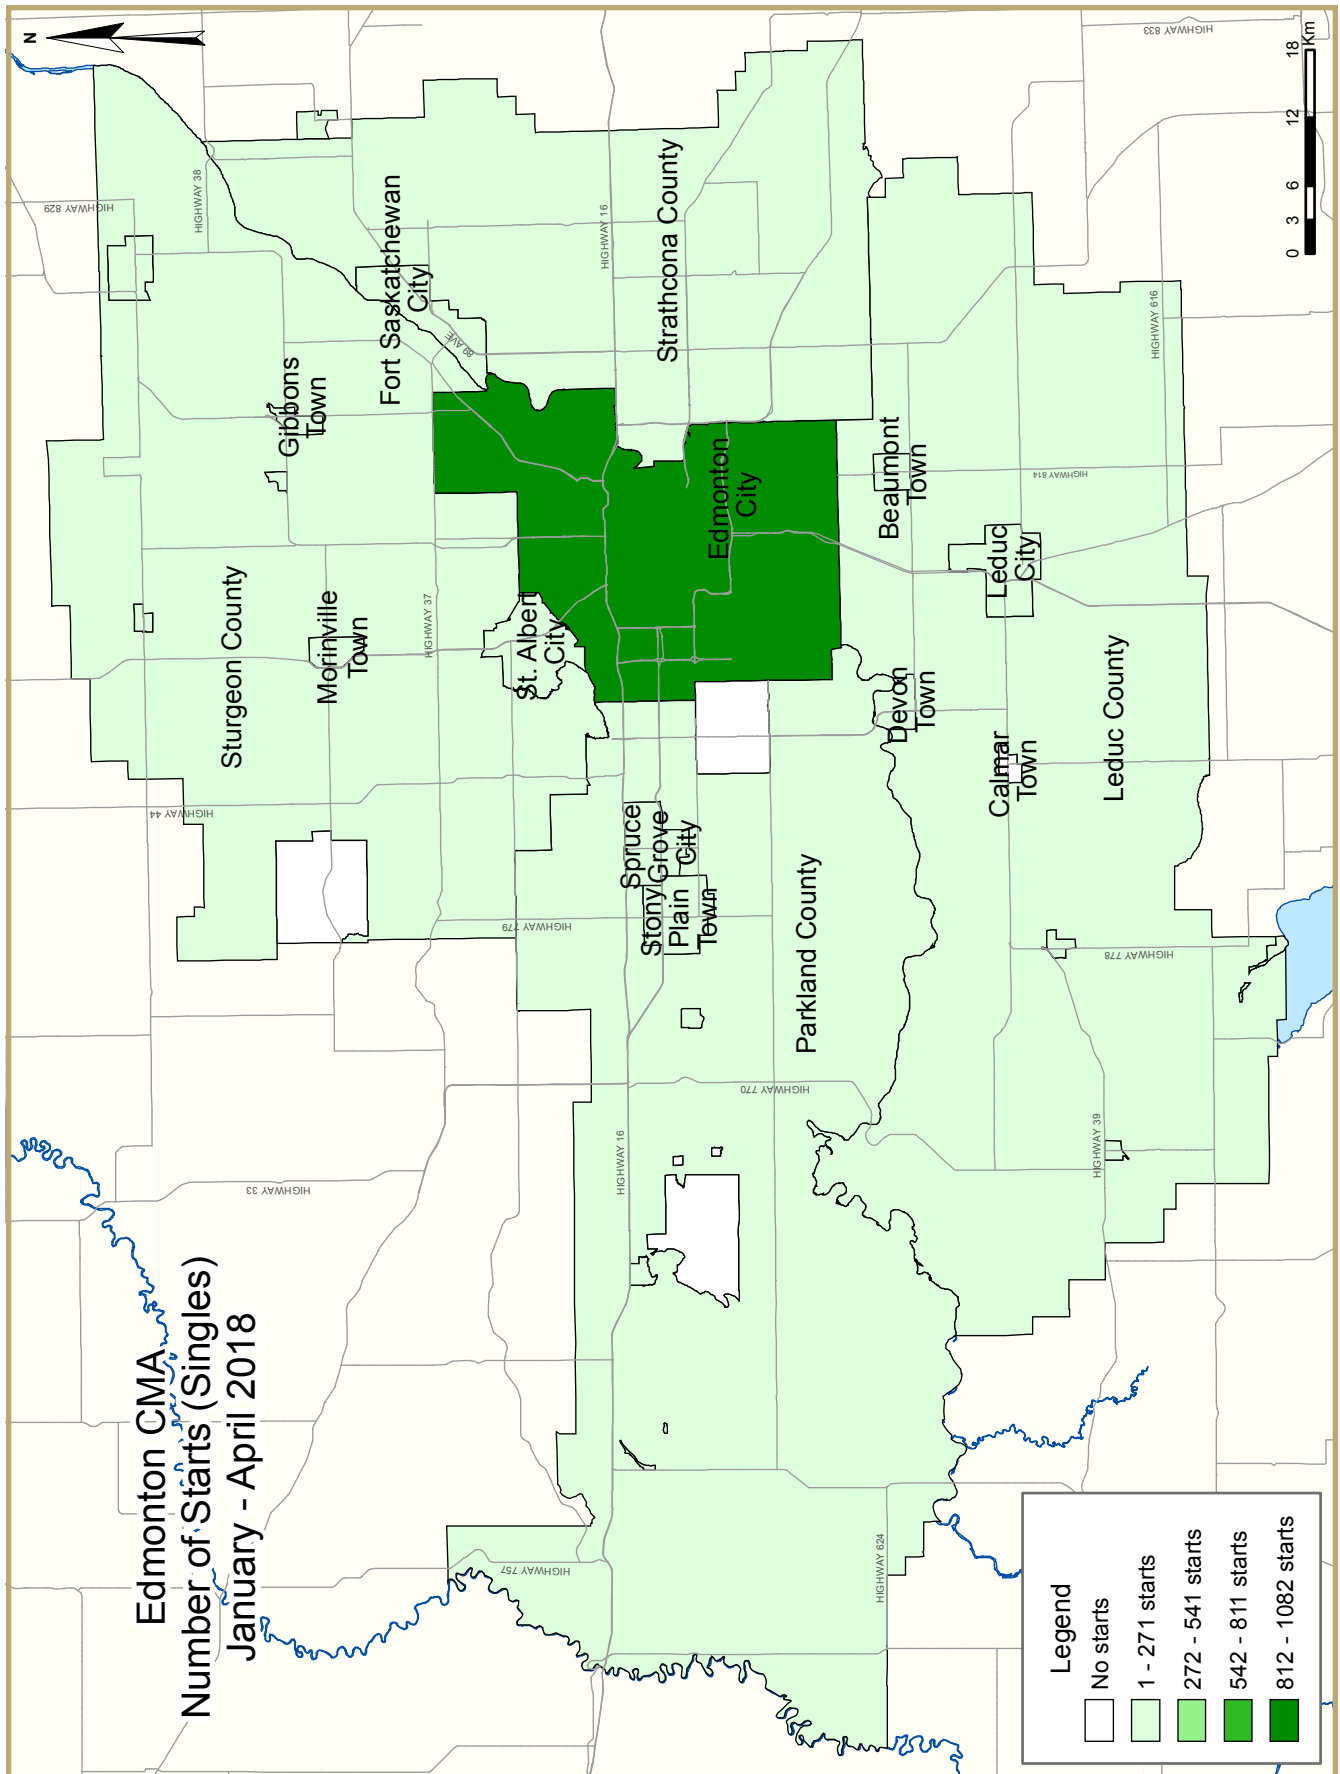 Edmonton CMA
Number of Starts (Singles)
January - April 2018
N
HIGHWAY 833
HIGHWAY 829
HIGHWAY 38
HIGHWAY 16
HIGHWAY 616
Gibbons
Town
Fort Saskatchewan
City
89 AVE
Strathcona County
Sturgeon County
Morinville
Town
HIGHWAY 37
St. Albert
City
Edmonton
City
Beaumont
Town
HIGHWAY 814
Leduc
City
HIGHWAY 44
HIGHWAY 779
Spruce
Grove
City
Stony
Plain
Town
Parkland County
Devon
Town
Calmar
Town
Leduc County
HIGHWAY 778
HIGHWAY 770
HIGHWAY 39
HIGHWAY 33
HIGHWAY 16
HIGHWAY 757
HIGHWAY 624
Legend
No starts
1 - 271 starts
272 - 541 starts
542 - 811 starts
812 - 1082 starts
0 3 6 12 18
Km